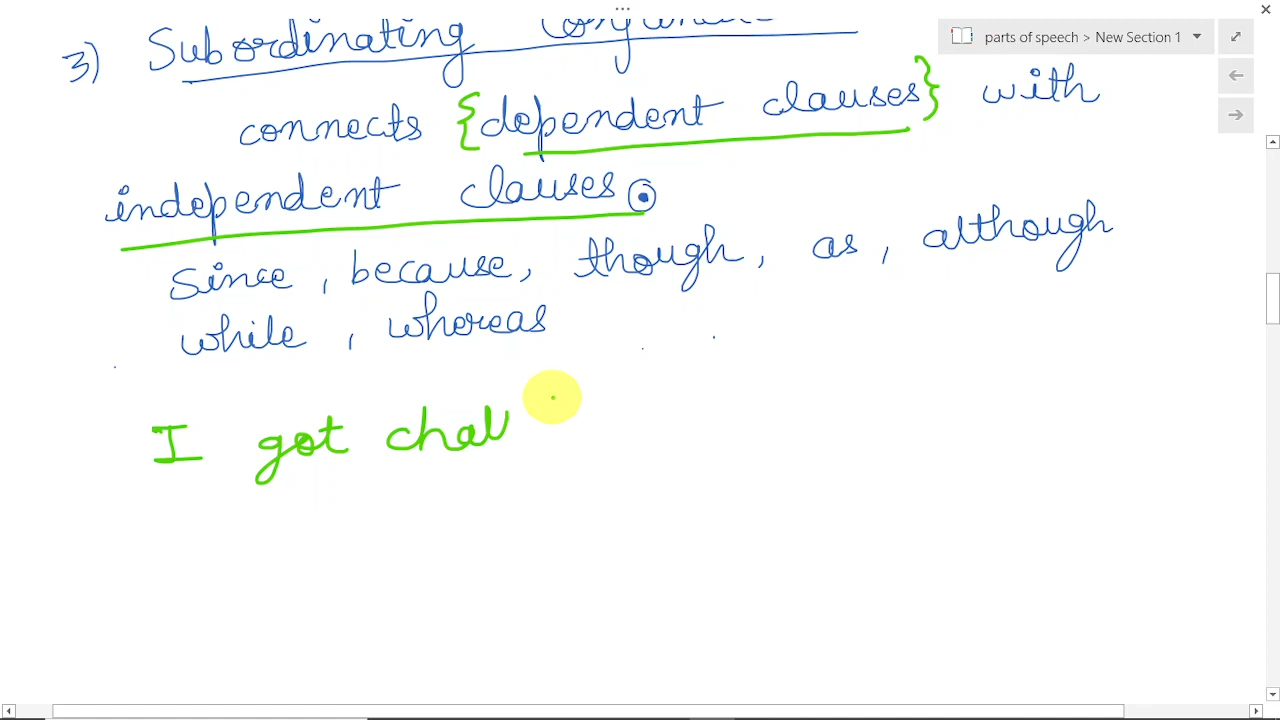 parts of speech > New Section 1
3) Subordinating
connects {dependent clauses} with
independent clauses.
Since, because, though, as, although
while, whereas
I got chal